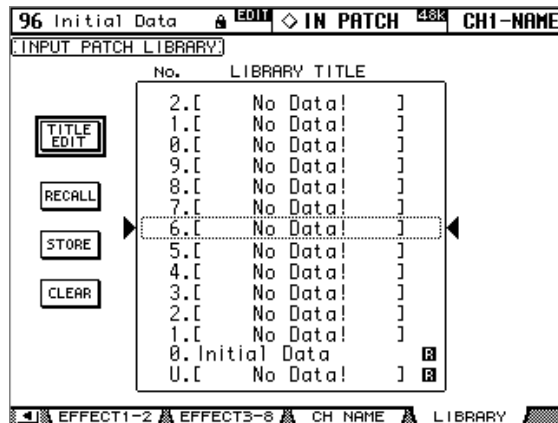 96 Initial Data EDIT IN PATCH 48K CH1-NAME
INPUT PATCH LIBRARY
No. LIBRARY TITLE
2.[ No Data! ]
1.[ No Data! ]
0.[ No Data! ]
9.[ No Data! ]
8.[ No Data! ]
7.[ No Data! ]
6.[ No Data! ]
5.[ No Data! ]
4.[ No Data! ]
3.[ No Data! ]
2.[ No Data! ]
1.[ No Data! ]
0. Initial Data R
U.[ No Data! ] R
TITLE
EDIT
RECALL
STORE
CLEAR
EFFECT1-2 EFFECT3-8 CH NAME LIBRARY